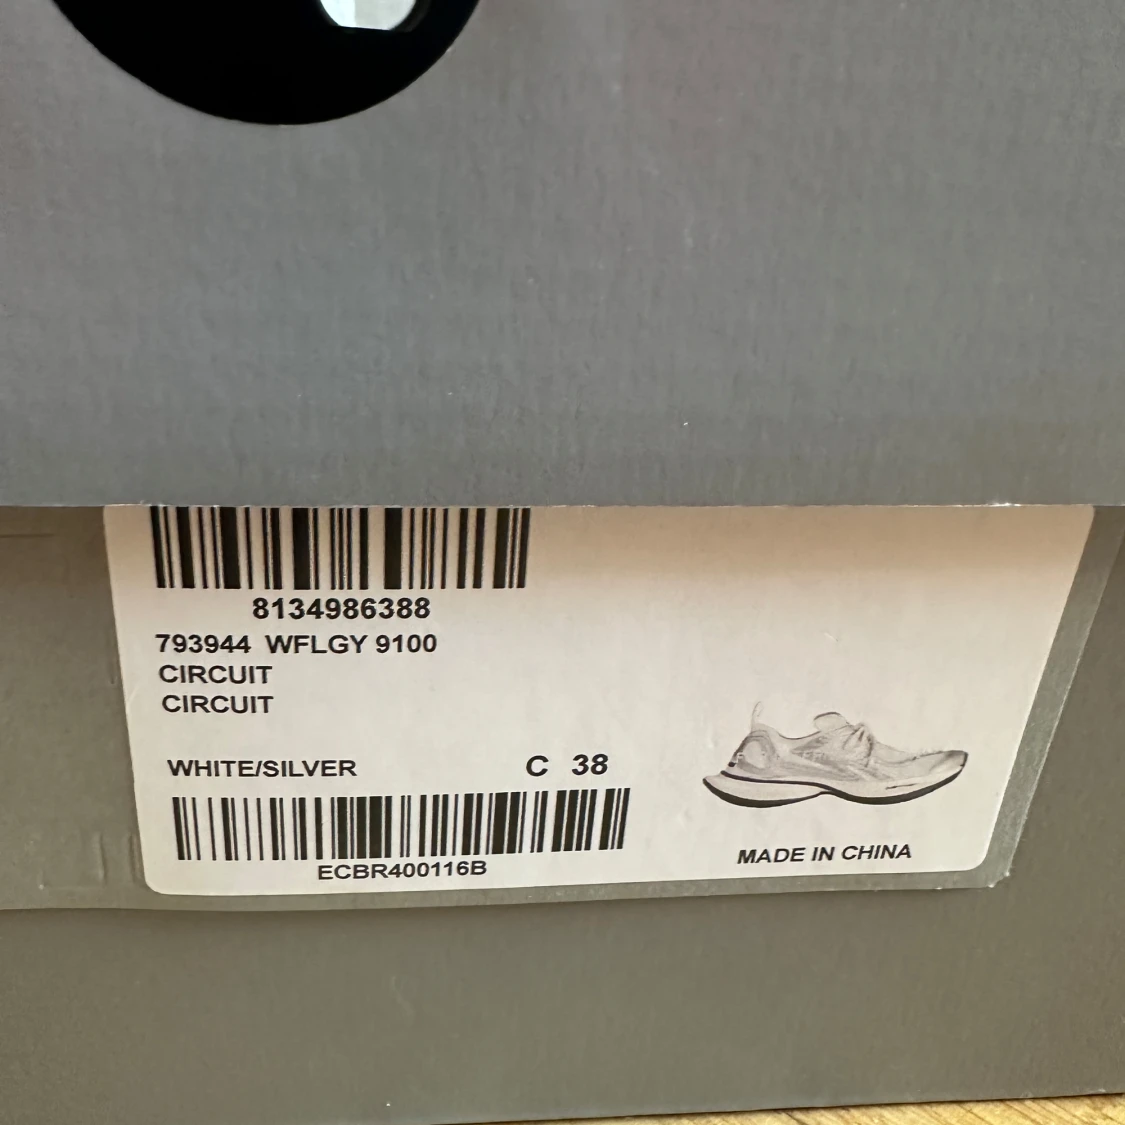 8134986388
793944 WFLGY 9100
CIRCUIT
CIRCUIT
WHITE/SILVER C 38
ECBR400116B
MADE IN CHINA